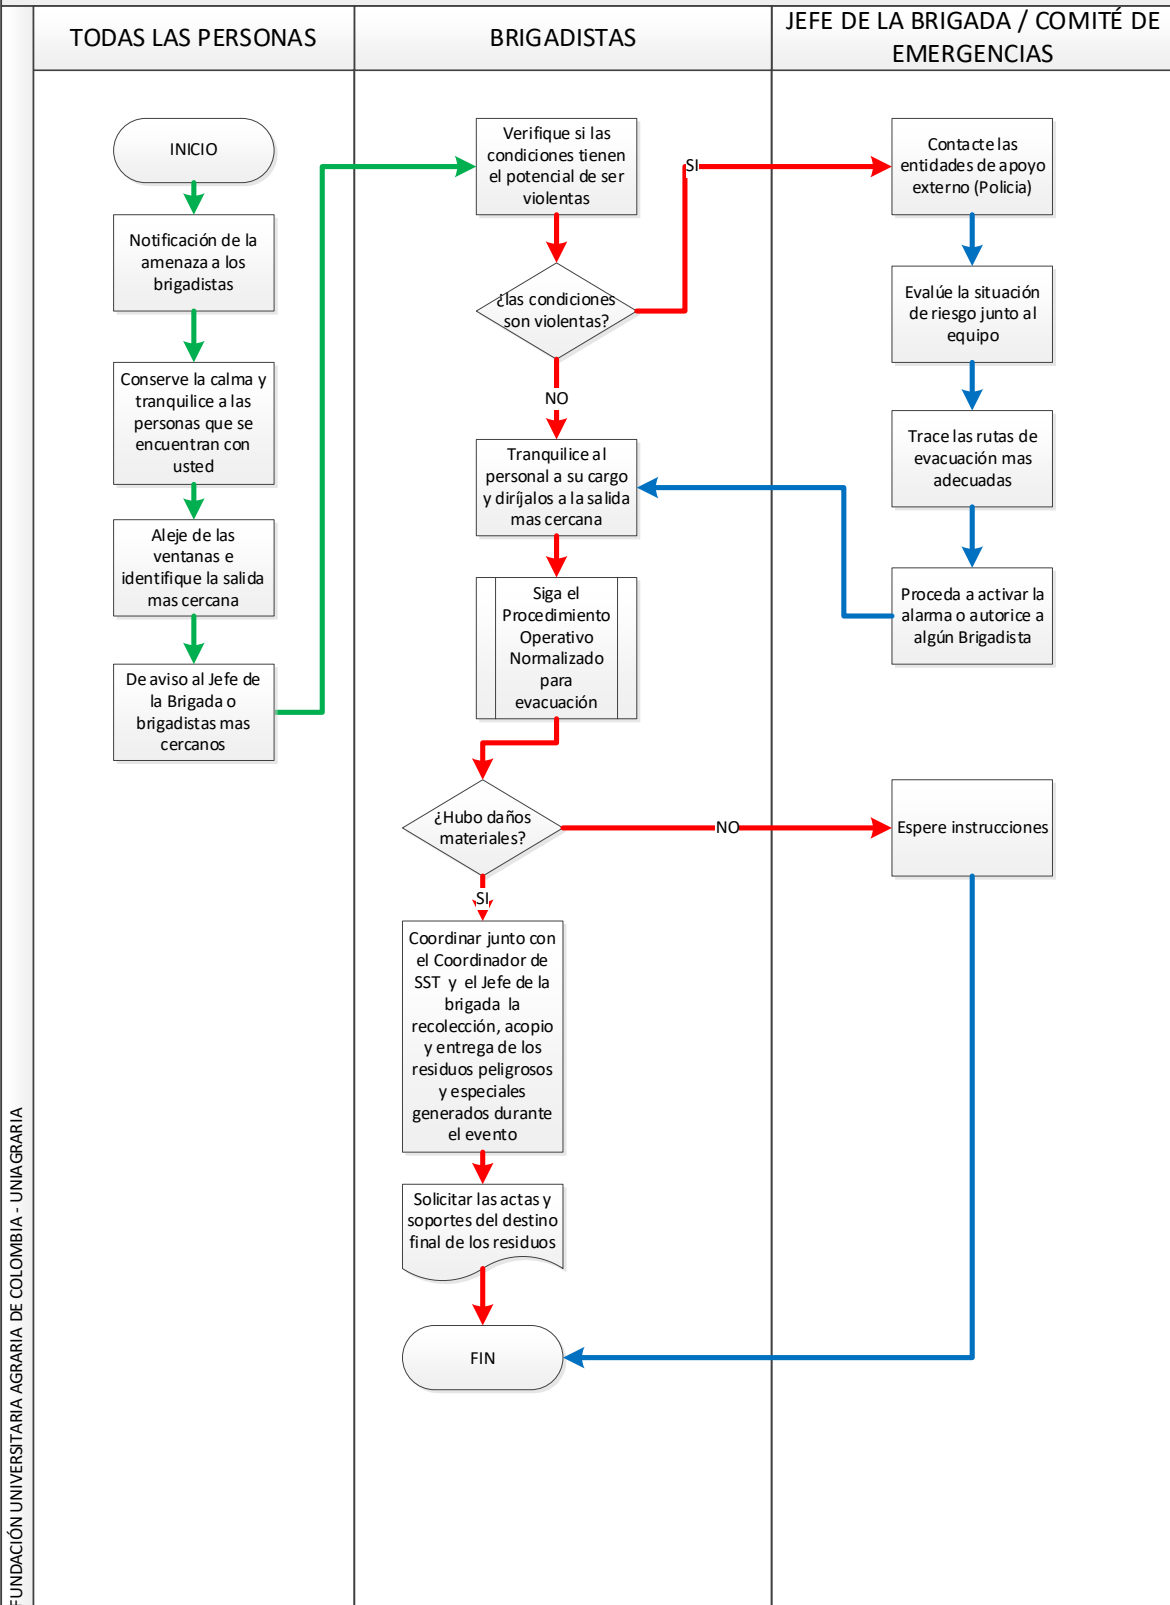 TODAS LAS PERSONAS
BRIGADISTAS
JEFE DE LA BRIGADA / COMITÉ DE
EMERGENCIAS
INICIO
Notificación de la
amenaza a los
brigadistas
Conserve la calma y
tranquilice a las
personas que se
encuentran con
usted
Aleje de las
ventanas e
identifique la salida
mas cercana
De aviso al Jefe de
la Brigada o
brigadistas mas
cercanos
Verifique si las
condiciones tienen
el potencial de ser
violentas
¿las condiciones
son violentas?
SI
NO
Tranquilice al
personal a su cargo
y diríjalos a la salida
mas cercana
Siga el
Procedimiento
Operativo
Normalizado
para
evacuación
¿Hubo daños
materiales?
NO
SI
Coordinar junto con
el Coordinador de
SST y el Jefe de la
brigada la
recolección, acopio
y entrega de los
residuos peligrosos
y especiales
generados durante
el evento
Solicitar las actas y
soportes del destino
final de los residuos
FIN
Contacte las
entidades de apoyo
externo (Policia)
Evalúe la situación
de riesgo junto al
equipo
Trace las rutas de
evacuación mas
adecuadas
Proceda a activar la
alarma o autorice a
algún Brigadista
Espere instrucciones
FUNDACIÓN UNIVERSITARIA AGRARIA DE COLOMBIA - UNIAGRARIA